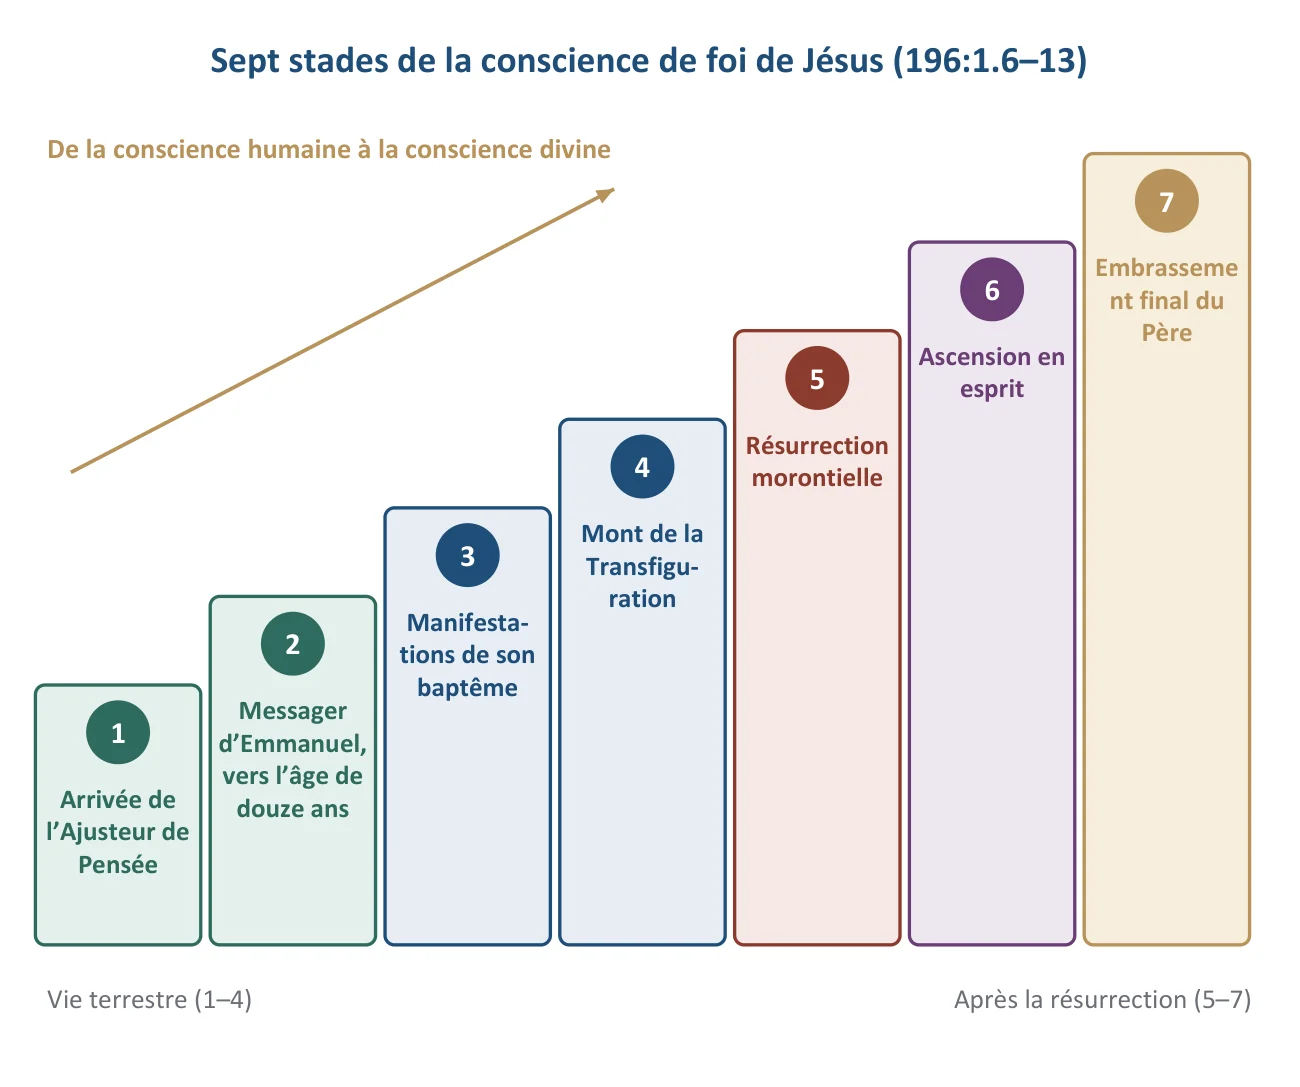 Sept stades de la conscience de foi de Jésus (196:1.6–13)
De la conscience humaine à la conscience divine
1
Arrivée de
l’Ajusteur de
Pensée
2
Messager
d’Emmanuel,
vers l’âge de
douze ans
3
Manifesta-
tions de son
baptême
4
Mont de la
Transfigu-
ration
5
Résurrection
morontielle
6
Ascension en
esprit
7
Embrasseme
nt final du
Père
Vie terrestre (1–4)
Après la résurrection (5–7)